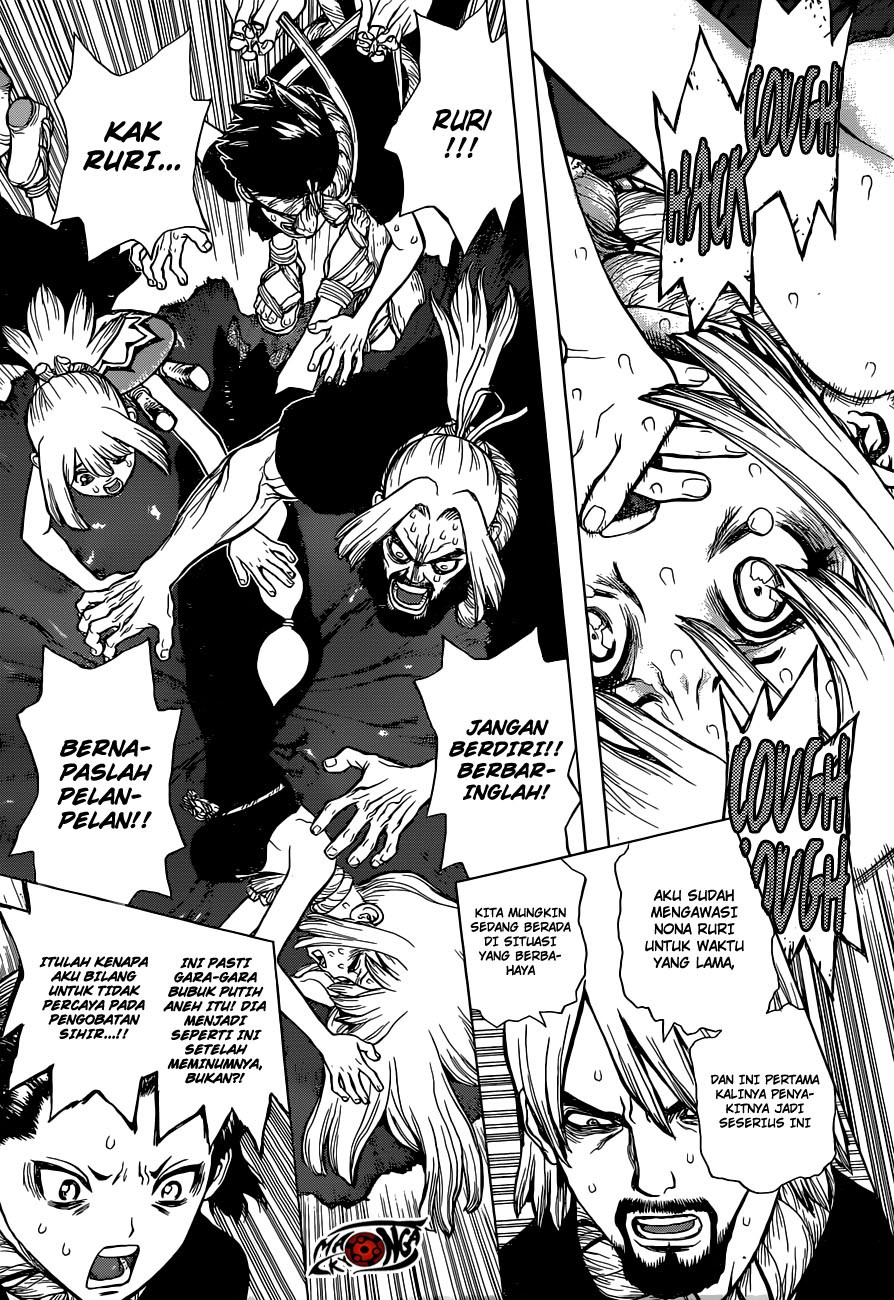 COUGH
HACK
RURI
!!!
KAK
RURI...
JANGAN
BERDIRI!!
BERBAR-
INGLAH!
BERNA-
PASLAH
PELAN-
PELAN!!
COUGH
COUGH
AKU SUDAH
MENGAWASI
NONA RURI
UNTUK WAKTU
YANG LAMA,
DAN INI PERTAMA
KALINYA PENYA-
KITNYA JADI
SESERIUS INI
KITA MUNGKIN
SEDANG BERADA
DI SITUASI
YANG BERBA-
HAYA
INI PASTI
GARA-GARA
BUBUK PUTIH
ANEH ITU! DIA
MENJADI
SEPERTI INI
SETELAH
MEMINUMNYA,
BUKAN?!
ITULAH KENAPA
AKU BILANG
UNTUK TIDAK
PERCAYA PADA
PENGOBATAN
SIHIR...!!
MANGA
KYO